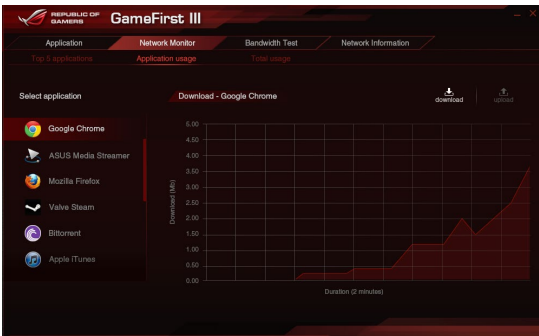 REPUBLIC OF
GAMERS
GameFirst III
Application
Network Monitor
Bandwidth Test
Network Information
Top 5 applications
Application usage
Total usage
Select application
Google Chrome
ASUS Media Streamer
Mozilla Firefox
Valve Steam
Bittorrent
Apple ITunes
Download - Google Chrome
download
upload
Download (Mb)
5.00
4.50
4.00
3.50
3.00
2.50
2.00
1.50
1.00
0.50
0.00
Duration (2 minutes)